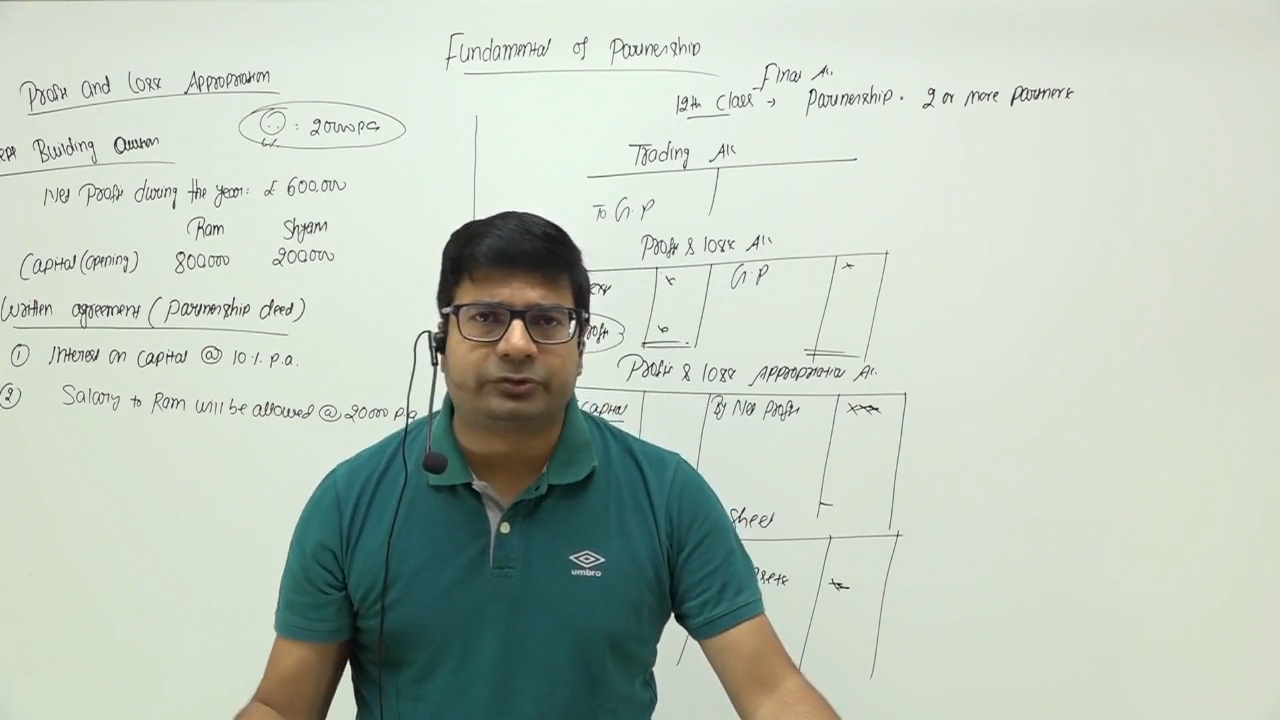 Fundamental of Partnership
Profit and Loss Appropriation
: 20000 p.a
Building Question
Net Profit during the year: £ 600,000
Ram Shyam
Capital (opening) 800000 200000
Written agreement (Partnership deed)
① Interest on capital @ 10%. p.a.
② Salary to Ram will be allowed @ 20000 p.a
Final A/c.
12th Class → Partnership. 2 or more partners
Trading A/c
To G.P
Profit & loss A/c
x G.P x
x
Profit & loss Appropriation A/c.
capital By Net Profit xxx
sheet
umbro